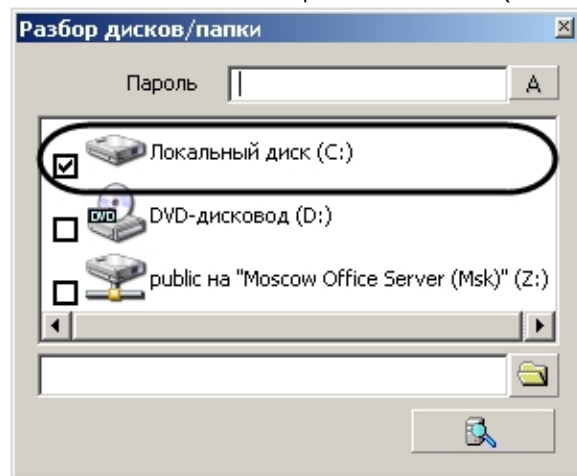 Разбор дисков/папки
Пароль
А
Локальный диск (C:)
DVD
DVD-дисковод (D:)
public на "Moscow Office Server (Msk)" (Z:)